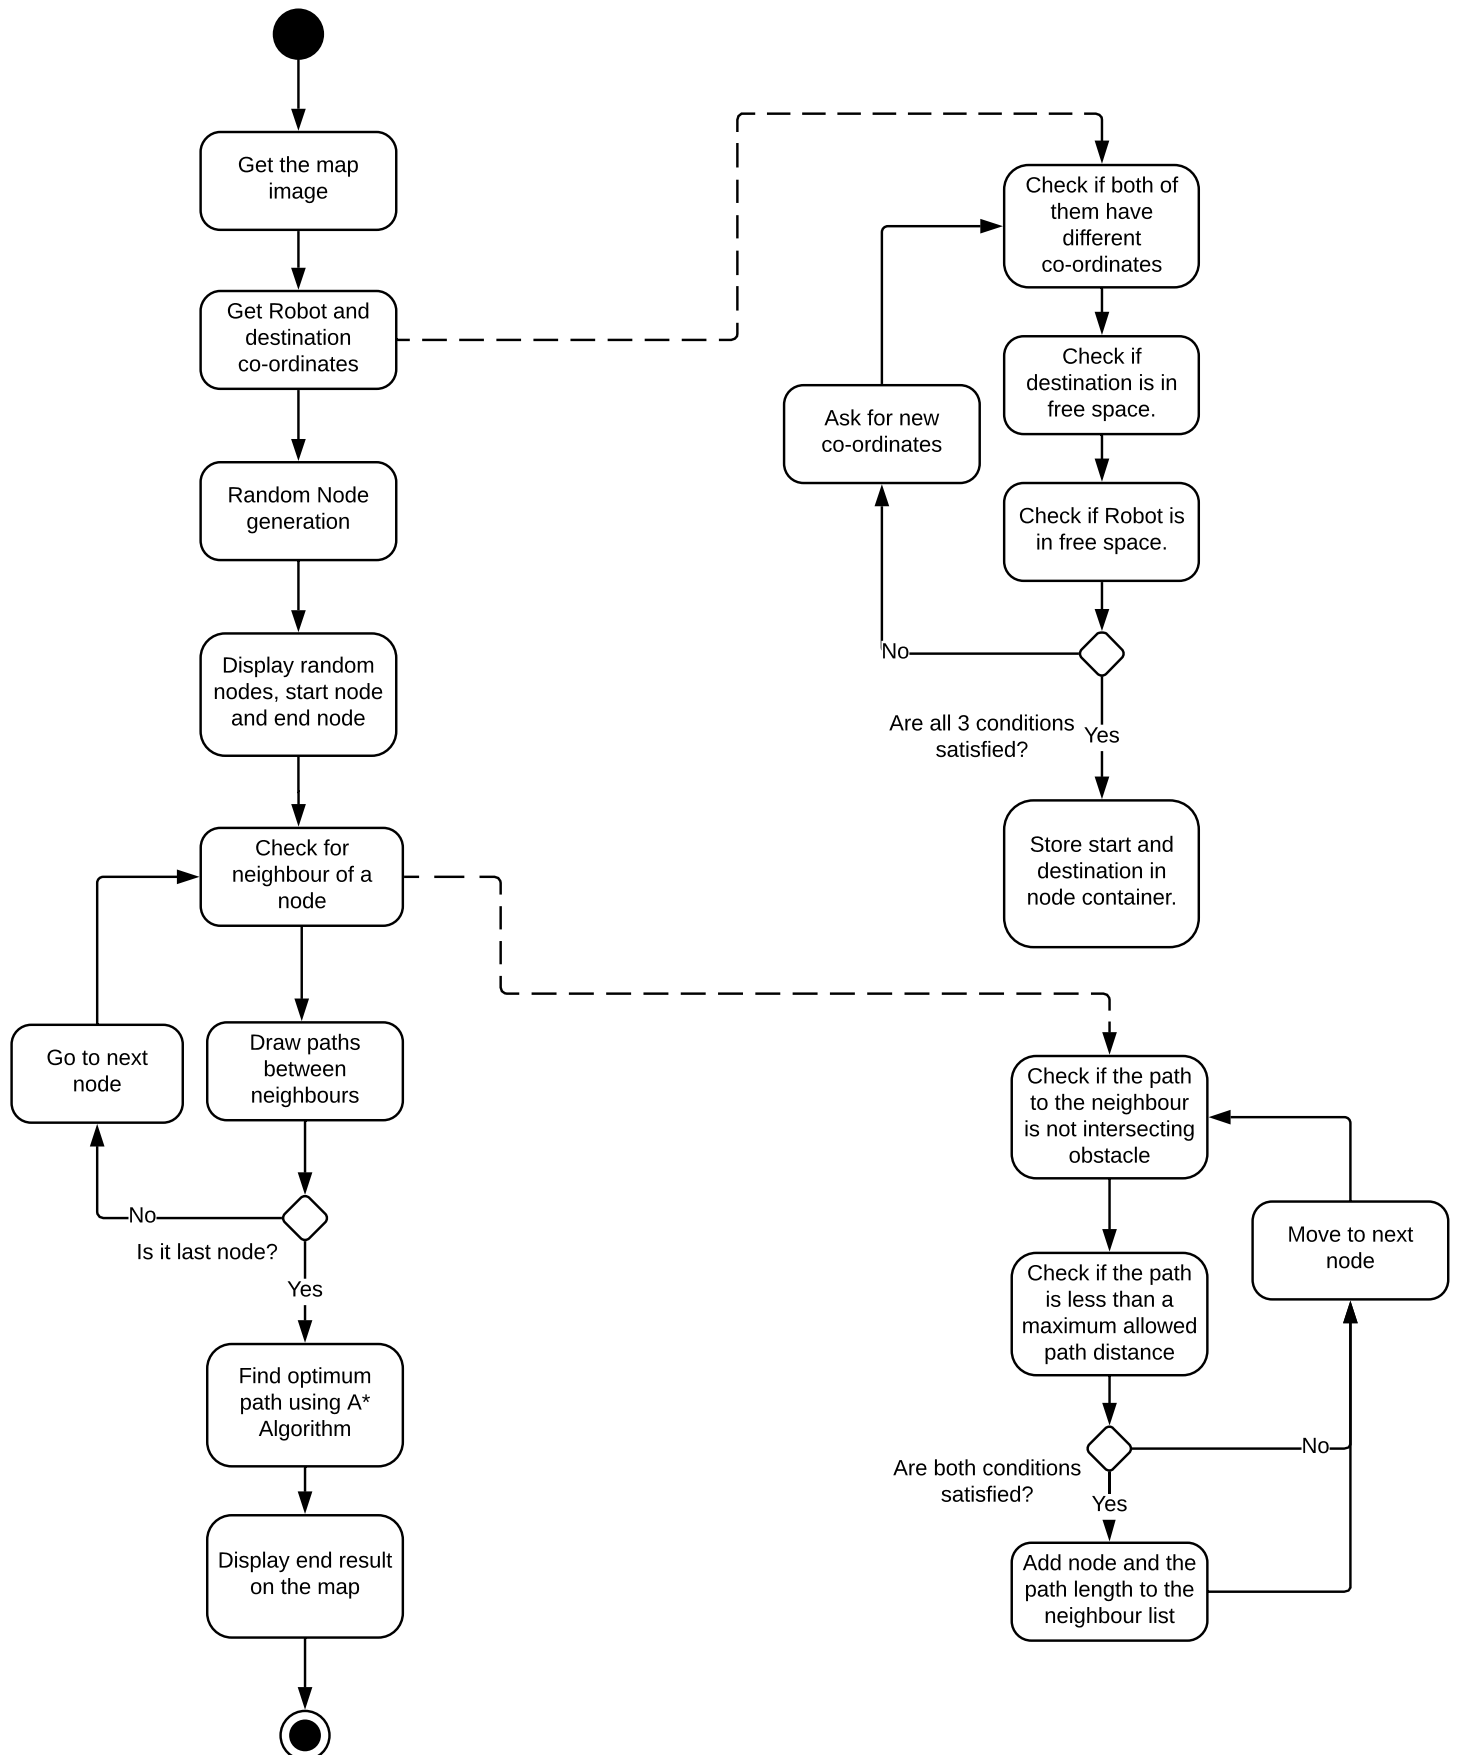 Get the map
image
Get Robot and
destination
co-ordinates
Random Node
generation
Display random
nodes, start node
and end node
Check for
neighbour of a
node
Go to next
node
Draw paths
between
neighbours
No
Is it last node?
Yes
Find optimum
path using A*
Algorithm
Display end result
on the map
Check if both of
them have
different
co-ordinates
Check if
destination is in
free space.
Ask for new
co-ordinates
Check if Robot is
in free space.
No
Are all 3 conditions
satisfied?
Yes
Store start and
destination in
node container.
Check if the path
to the neighbour
is not intersecting
obstacle
Move to next
node
Check if the path
is less than a
maximum allowed
path distance
No
Are both conditions
satisfied?
Yes
Add node and the
path length to the
neighbour list